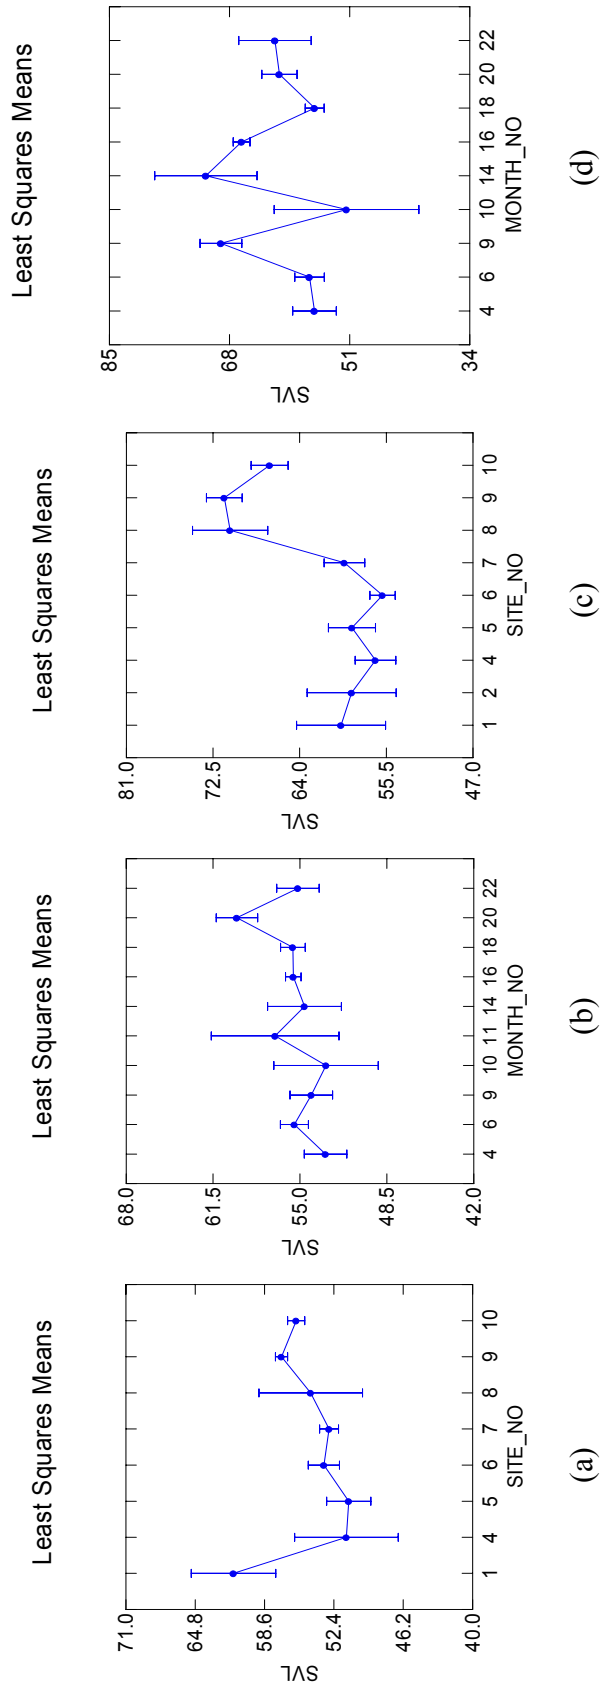 Least Squares Means
71.0
64.8
58.6
52.4
46.2
40.0
SVL
1 4 5 6 7 8 9 10
SITE_NO
(a)
Least Squares Means
68.0
61.5
55.0
48.5
42.0
SVL
4 6 9 10 11 14 16 18 20 22
MONTH_NO
(b)
Least Squares Means
81.0
72.5
64.0
55.5
47.0
SVL
1 2 4 5 6 7 8 9 10
SITE_NO
(c)
Least Squares Means
85
68
51
34
SVL
4 6 9 10 14 16 18 20 22
MONTH_NO
(d)